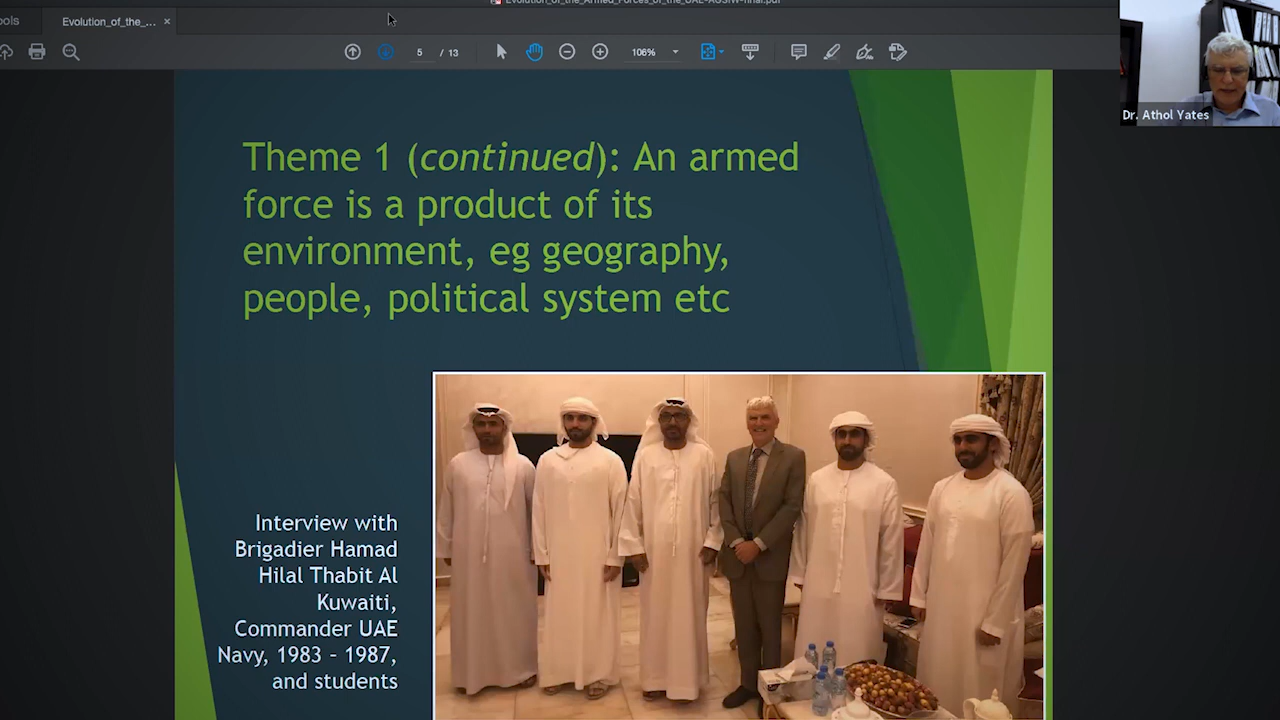 Evolution_of_the_Armed_Forces_of_the_UAE-AGSIW-final.pdf
ools
Evolution_of_the_... ×
5 / 13
106%
Dr. Athol Yates
Theme 1 (continued): An armed
force is a product of its
environment, eg geography,
people, political system etc
Interview with
Brigadier Hamad
Hilal Thabit Al
Kuwaiti,
Commander UAE
Navy, 1983 – 1987,
and students